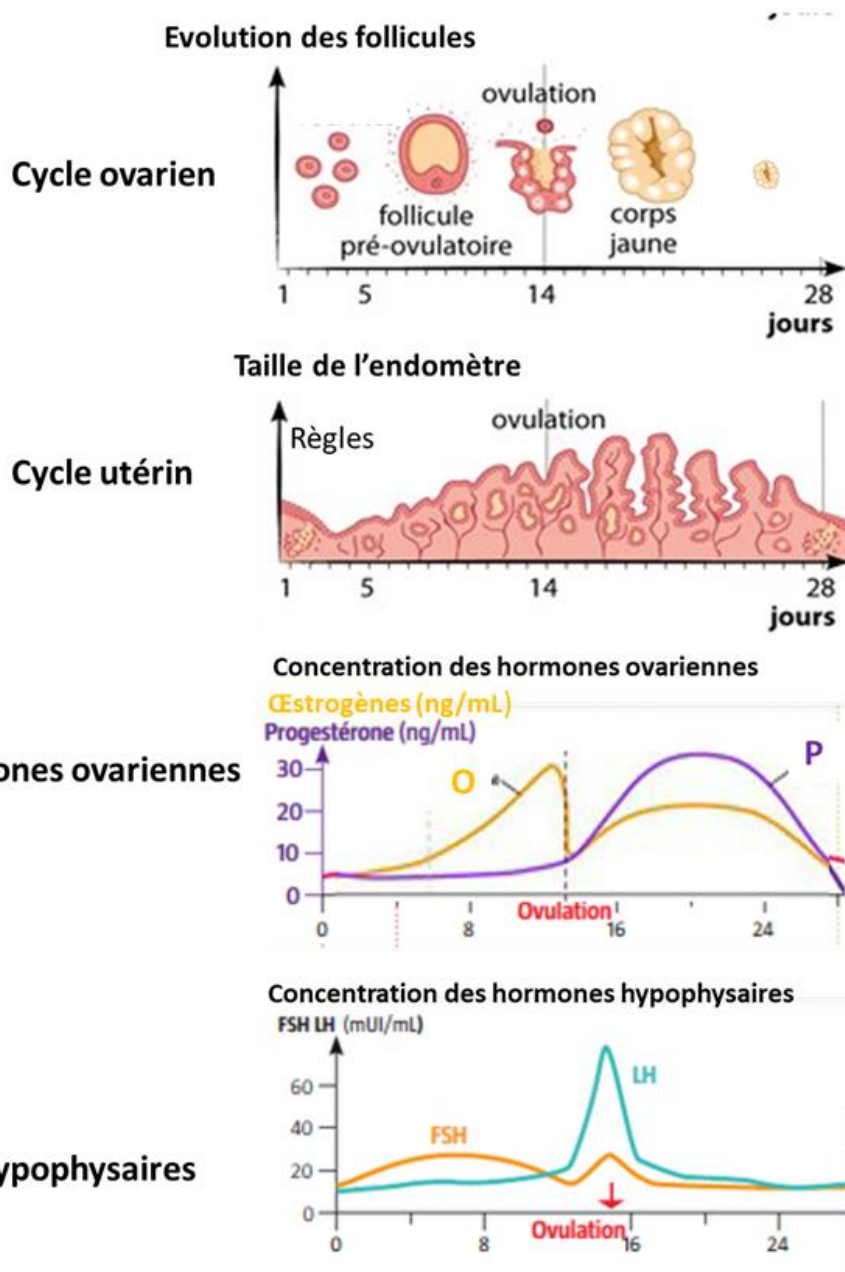 Evolution des follicules
ovulation
Cycle ovarien
follicule
pré-ovulatoire
corps
jaune
1 5 14 28
jours
Taille de l'endomètre
ovulation
Règles
Cycle utérin
1 5 14 28
jours
Concentration des hormones ovariennes
Œstrogènes (ng/mL)
Progestérone (ng/mL)
ones ovariennes
30
O
P
20
10
0
Ovulation
0 8 16 24
Concentration des hormones hypophysaires
FSH LH (mUI/mL)
LH
60
40
FSH
ypophysaires
20
0
Ovulation
0 8 16 24